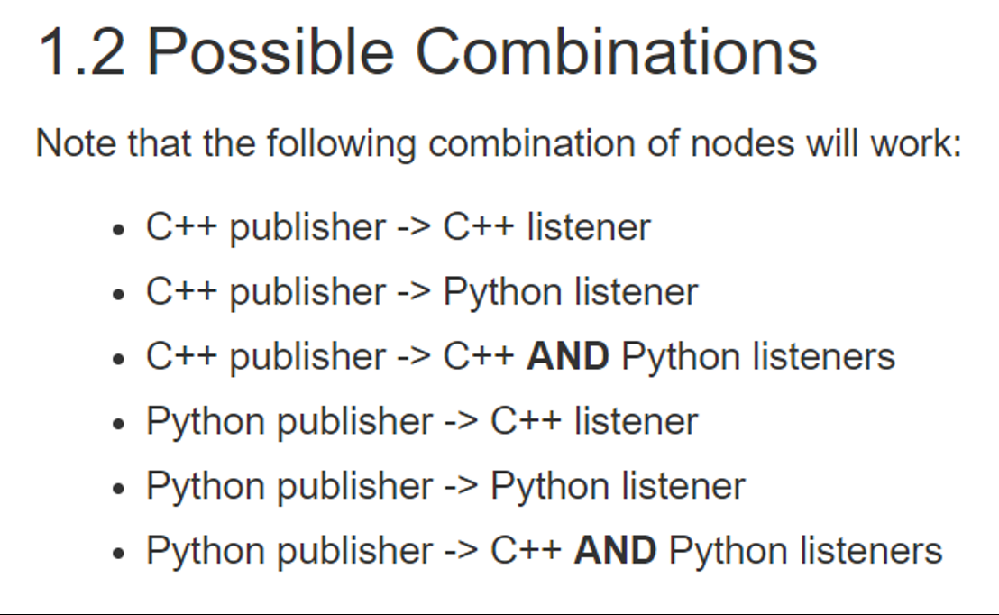 1.2 Possible Combinations
Note that the following combination of nodes will work:
• C++ publisher -> C++ listener
• C++ publisher -> Python listener
• C++ publisher -> C++ AND Python listeners
• Python publisher -> C++ listener
• Python publisher -> Python listener
• Python publisher -> C++ AND Python listeners